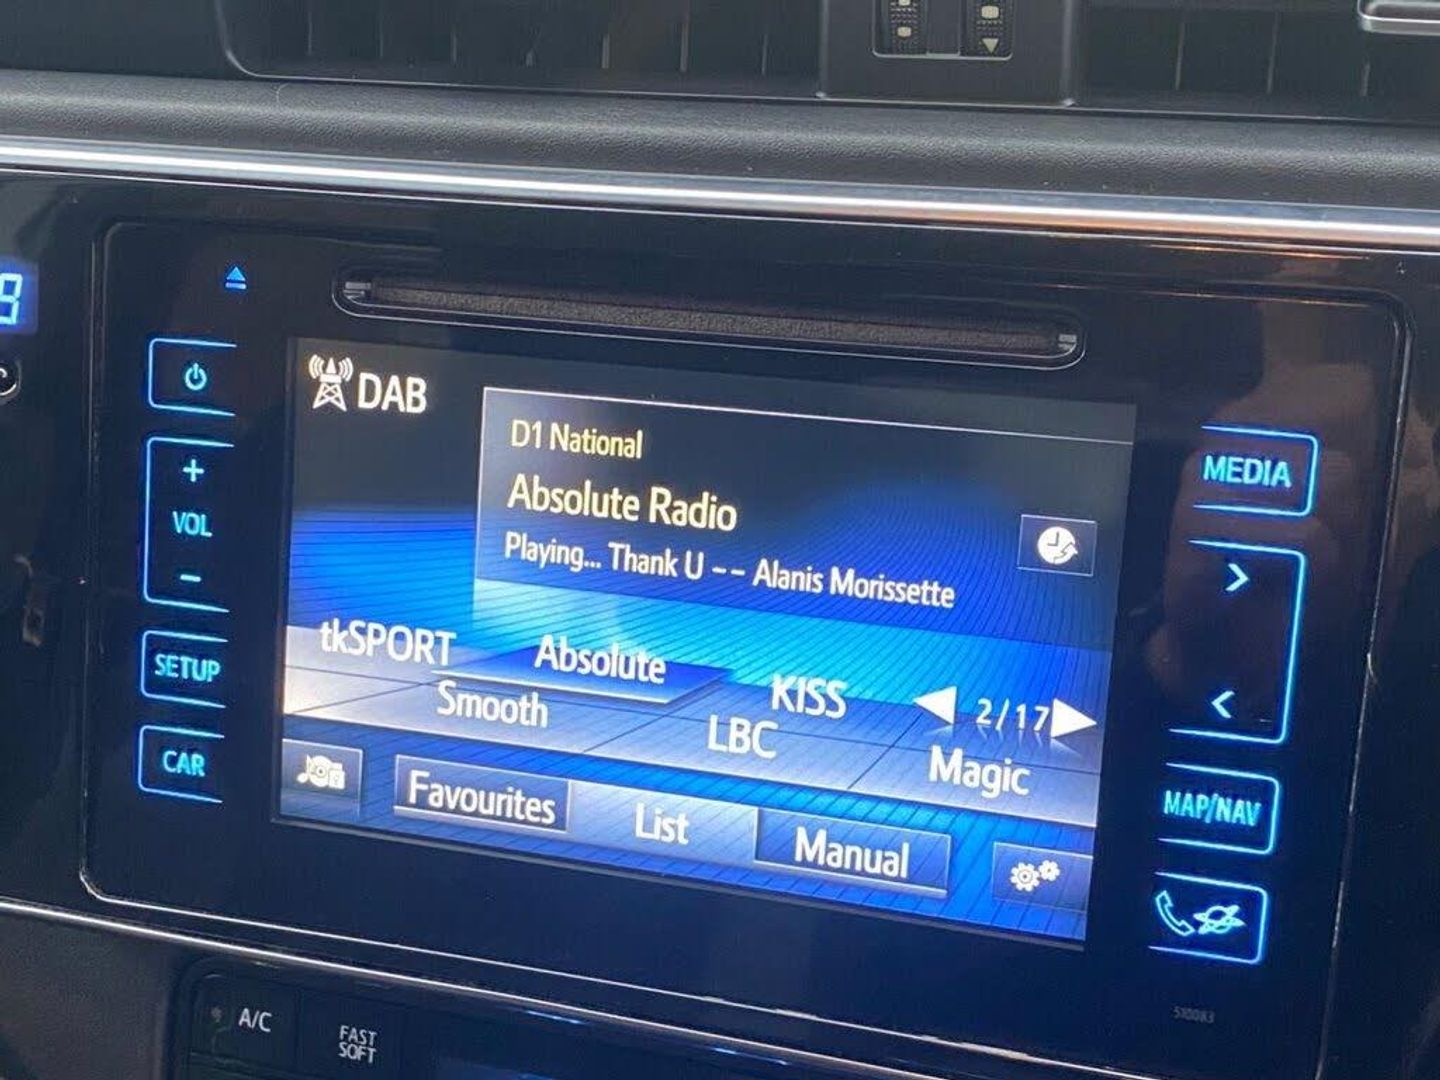 DAB
D1 National
Absolute Radio
Playing... Thank U -- Alanis Morissette
tkSPORT Absolute KISS 2/17
Smooth LBC Magic
Favourites List Manual
+
VOL
-
SETUP
CAR
MEDIA
>
<
MAP/NAV
510083
A/C
FAST
SOFT